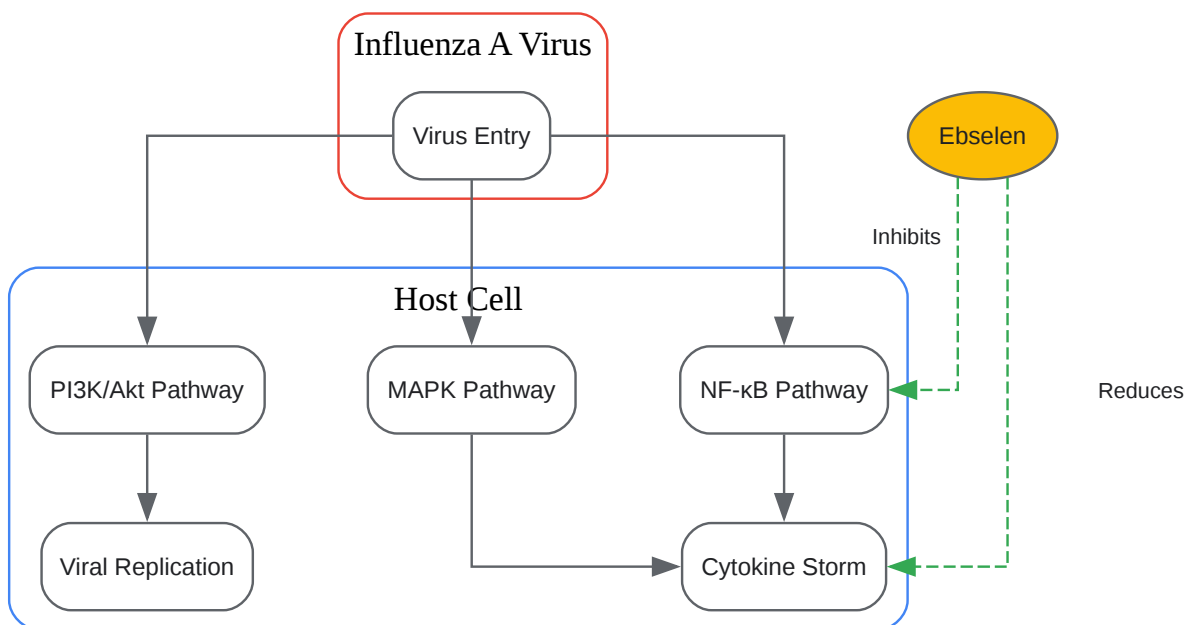 Influenza A Virus
Virus Entry
Ebselen
Inhibits
Host Cell
PI3K/Akt Pathway
MAPK Pathway
NF-κB Pathway
Reduces
Viral Replication
Cytokine Storm